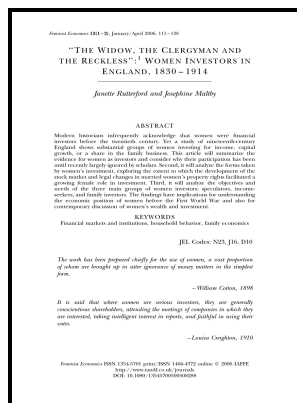 Feminist Economics 12(1–2), January/April 2006, 111–138
“THE WIDOW, THE CLERGYMAN AND
THE RECKLESS”:1 WOMEN INVESTORS IN
ENGLAND, 1830–1914
Janette Rutterford and Josephine Maltby
ABSTRACT
Modern historians infrequently acknowledge that women were financial
investors before the twentieth century. Yet a study of nineteenth-century
England shows substantial groups of women investing for income, capital
growth, or a share in the family business. This article will summarize the
evidence for women as investors and consider why their participation has been
until recently largely ignored by scholars. Second, it will analyze the forms taken
by women’s investment, exploring the extent to which the development of the
stock market and legal changes in married women’s property rights facilitated a
growing female role in investment. Third, it will analyze the objectives and
needs of the three main groups of women investors: speculators, income-
seekers, and family investors. The findings have implications for understanding
the economic position of women before the First World War and also for
contemporary discussion of women’s wealth and investment.
KEYWORDS
Financial markets and institutions, household behavior, family economics
JEL Codes: N23, J16, D10
The work has been prepared chiefly for the use of women, a vast proportion
of whom are brought up in utter ignorance of money matters in the simplest
form.
–William Cotton, 1898
It is said that where women are serious investors, they are generally
conscientious shareholders, attending the meetings of companies in which they
are interested, taking intelligent interest in reports, and faithful in using their
votes.
–Louisa Creighton, 1910
Feminist Economics ISSN 1354-5701 print/ISSN 1466-4372 online © 2006 IAFFE
http://www.tandf.co.uk/journals
DOI: 10.1080/13545700500508288